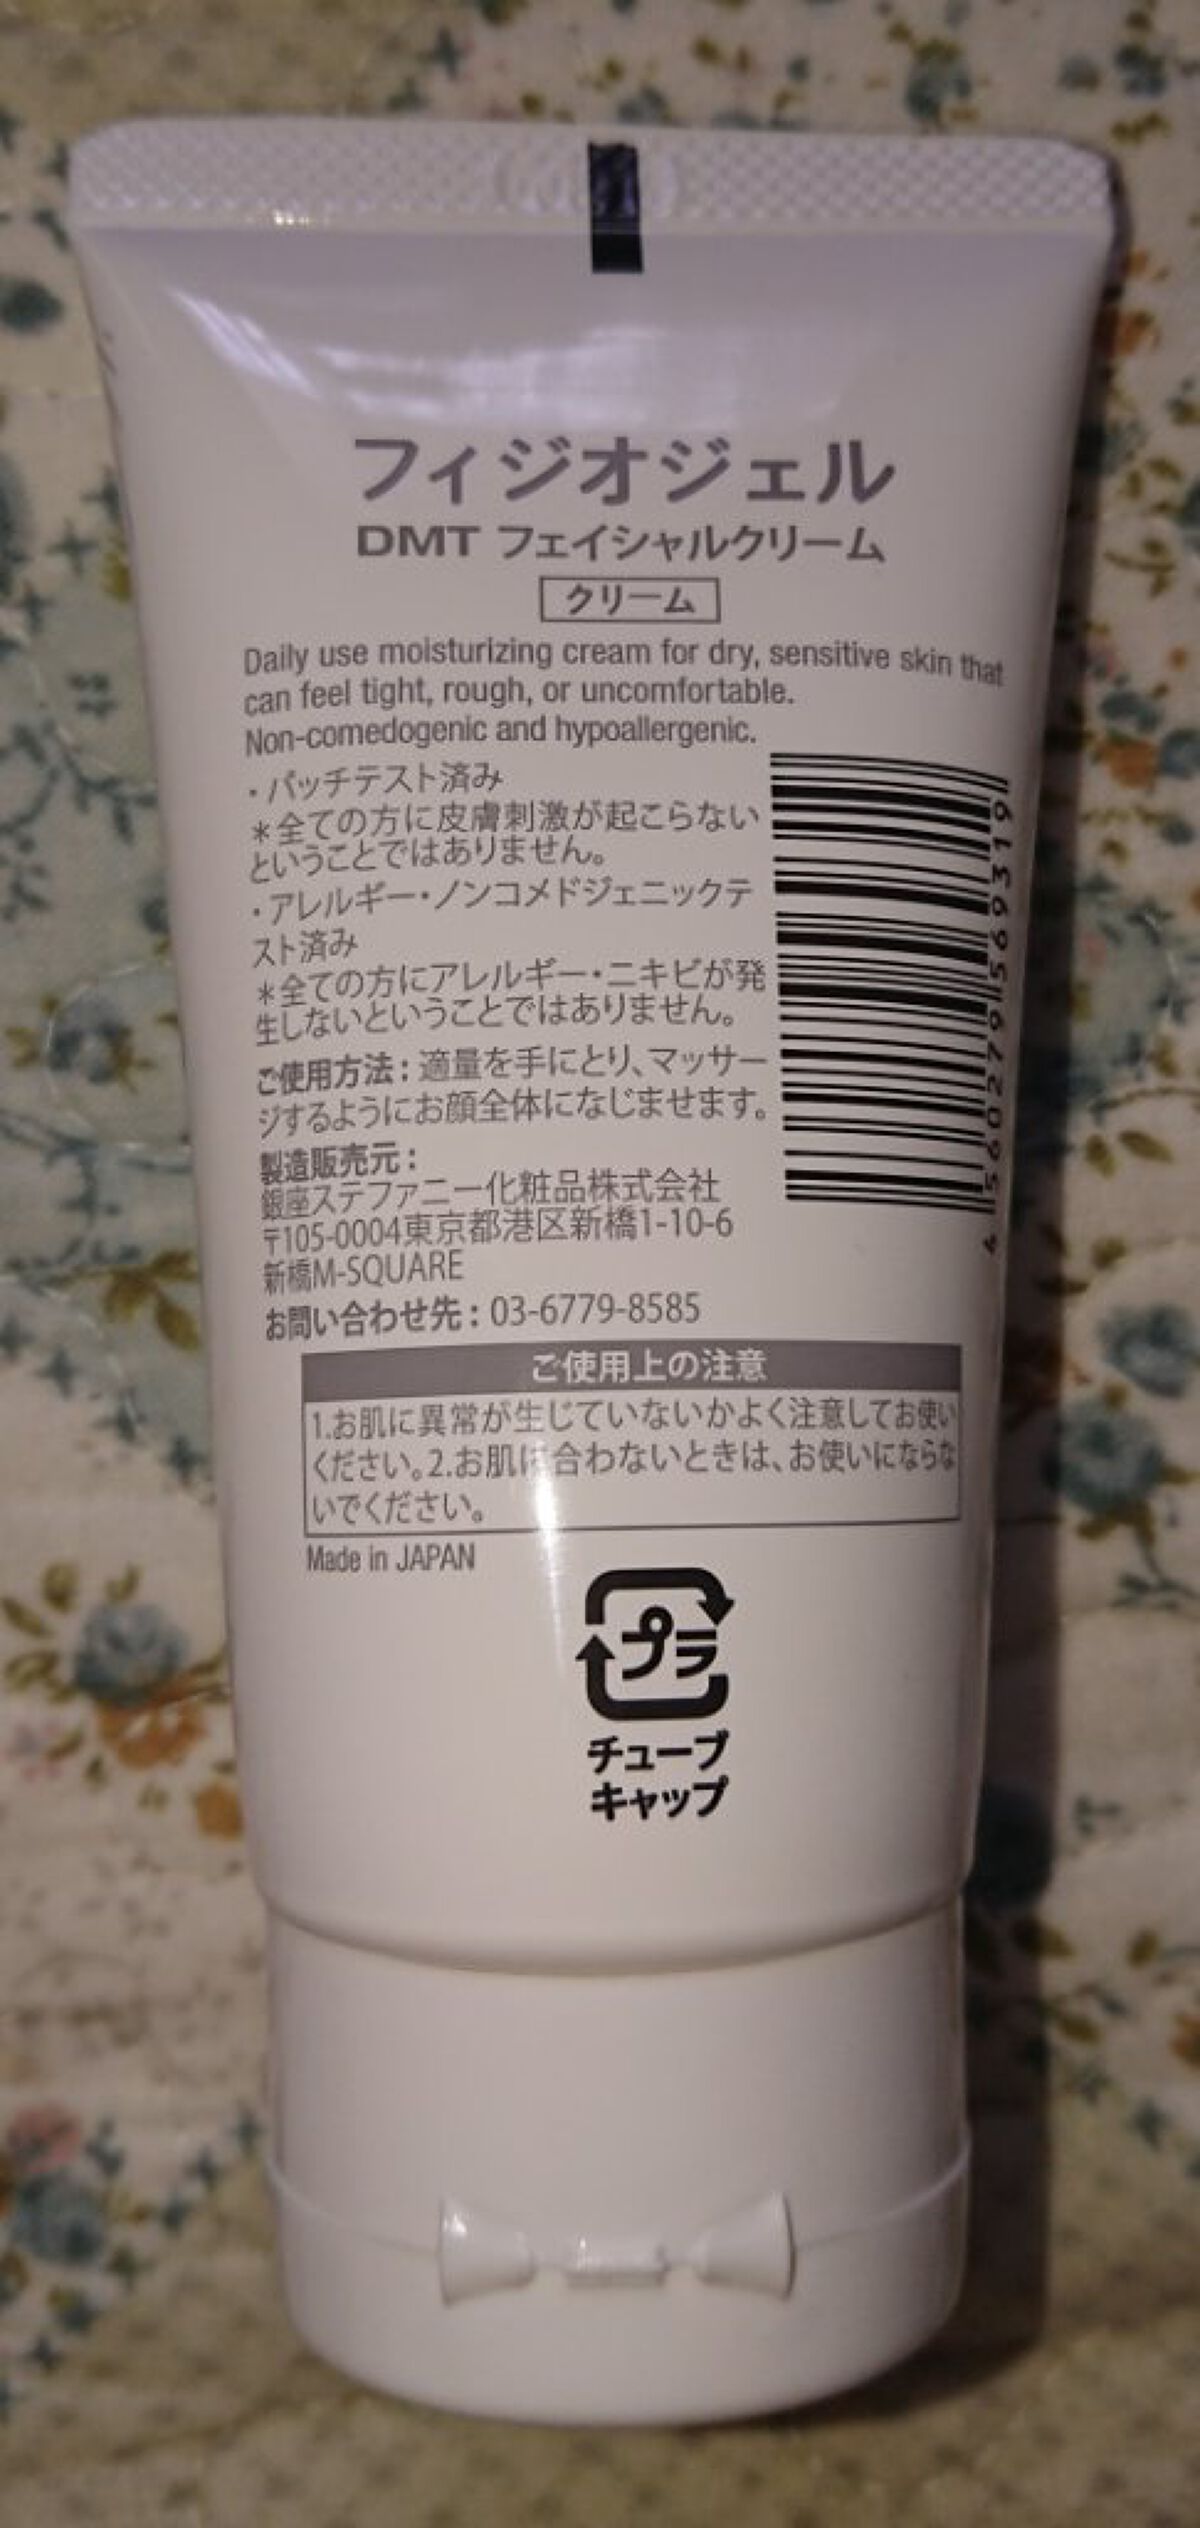 フィジオジェル
DMT フェイシャルクリーム
クリーム
Daily use moisturizing cream for dry, sensitive skin that
can feel tight, rough, or uncomfortable.
Non-comedogenic and hypoallergenic.
・パッチテスト済み
＊全ての方に皮膚刺激が起こらない
ということではありません。
・アレルギー・ノンコメドジェニックテ
スト済み
＊全ての方にアレルギー・ニキビが発
生しないということではありません。
ご使用方法：適量を手にとり、マッサー
ジするようにお顔全体になじませます。
製造販売元：
銀座ステファニー化粧品株式会社
〒105-0004東京都港区新橋1-10-6
新橋M-SQUARE
お問い合わせ先：03-6779-8585
4560279569319
ご使用上の注意
1.お肌に異常が生じていないかよく注意してお使い
ください。2.お肌に合わないときは、お使いにならな
いでください。
Made in JAPAN
プラ
チューブ
キャップ